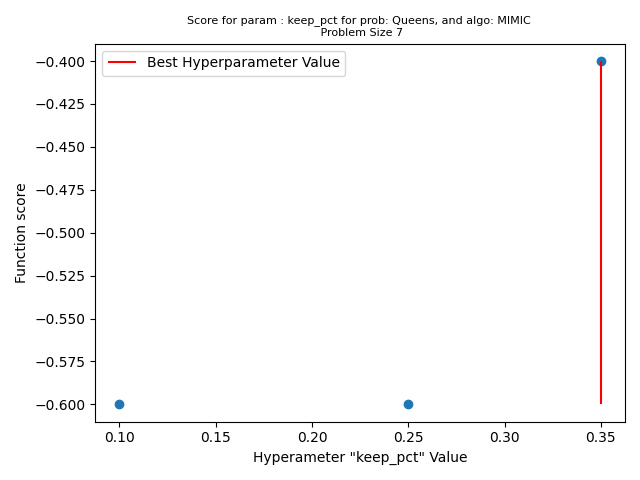 Score for param : keep_pct for prob: Queens, and algo: MIMIC
Problem Size 7
Best Hyperparameter Value
Function score
−0.400
−0.425
−0.450
−0.475
−0.500
−0.525
−0.550
−0.575
−0.600
0.10 0.15 0.20 0.25 0.30 0.35
Hyperameter "keep_pct" Value